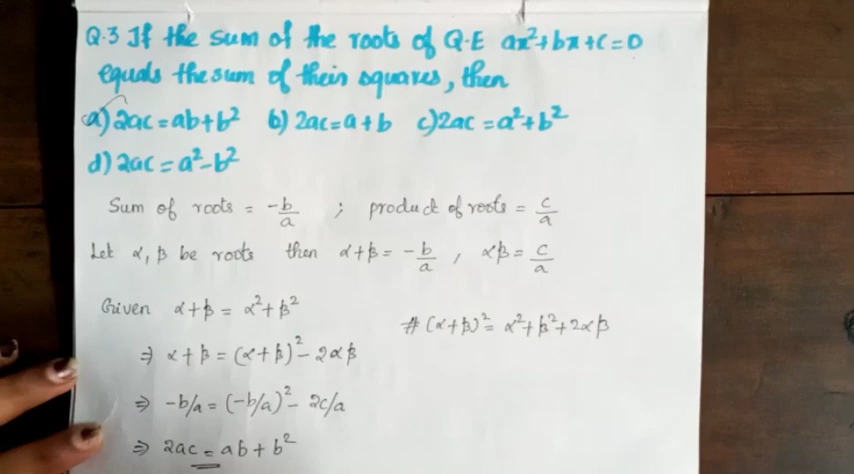 Q.3 If the sum of the roots of Q.E ax²+bx+c=0
equals the sum of their squares, then
a) 2ac=ab+b² b) 2ac=a+b c) 2ac=a²+b²
d) 2ac=a²-b²
Sum of roots = -b/a ; product of roots = c/a
Let α, β be roots then α+β = -b/a , αβ = c/a
Given α+β = α²+β²
# (α+β)² = α²+β²+2αβ
⇒ α+β = (α+β)²- 2αβ
⇒ -b/a = (-b/a)²- 2c/a
⇒ 2ac = ab+b²